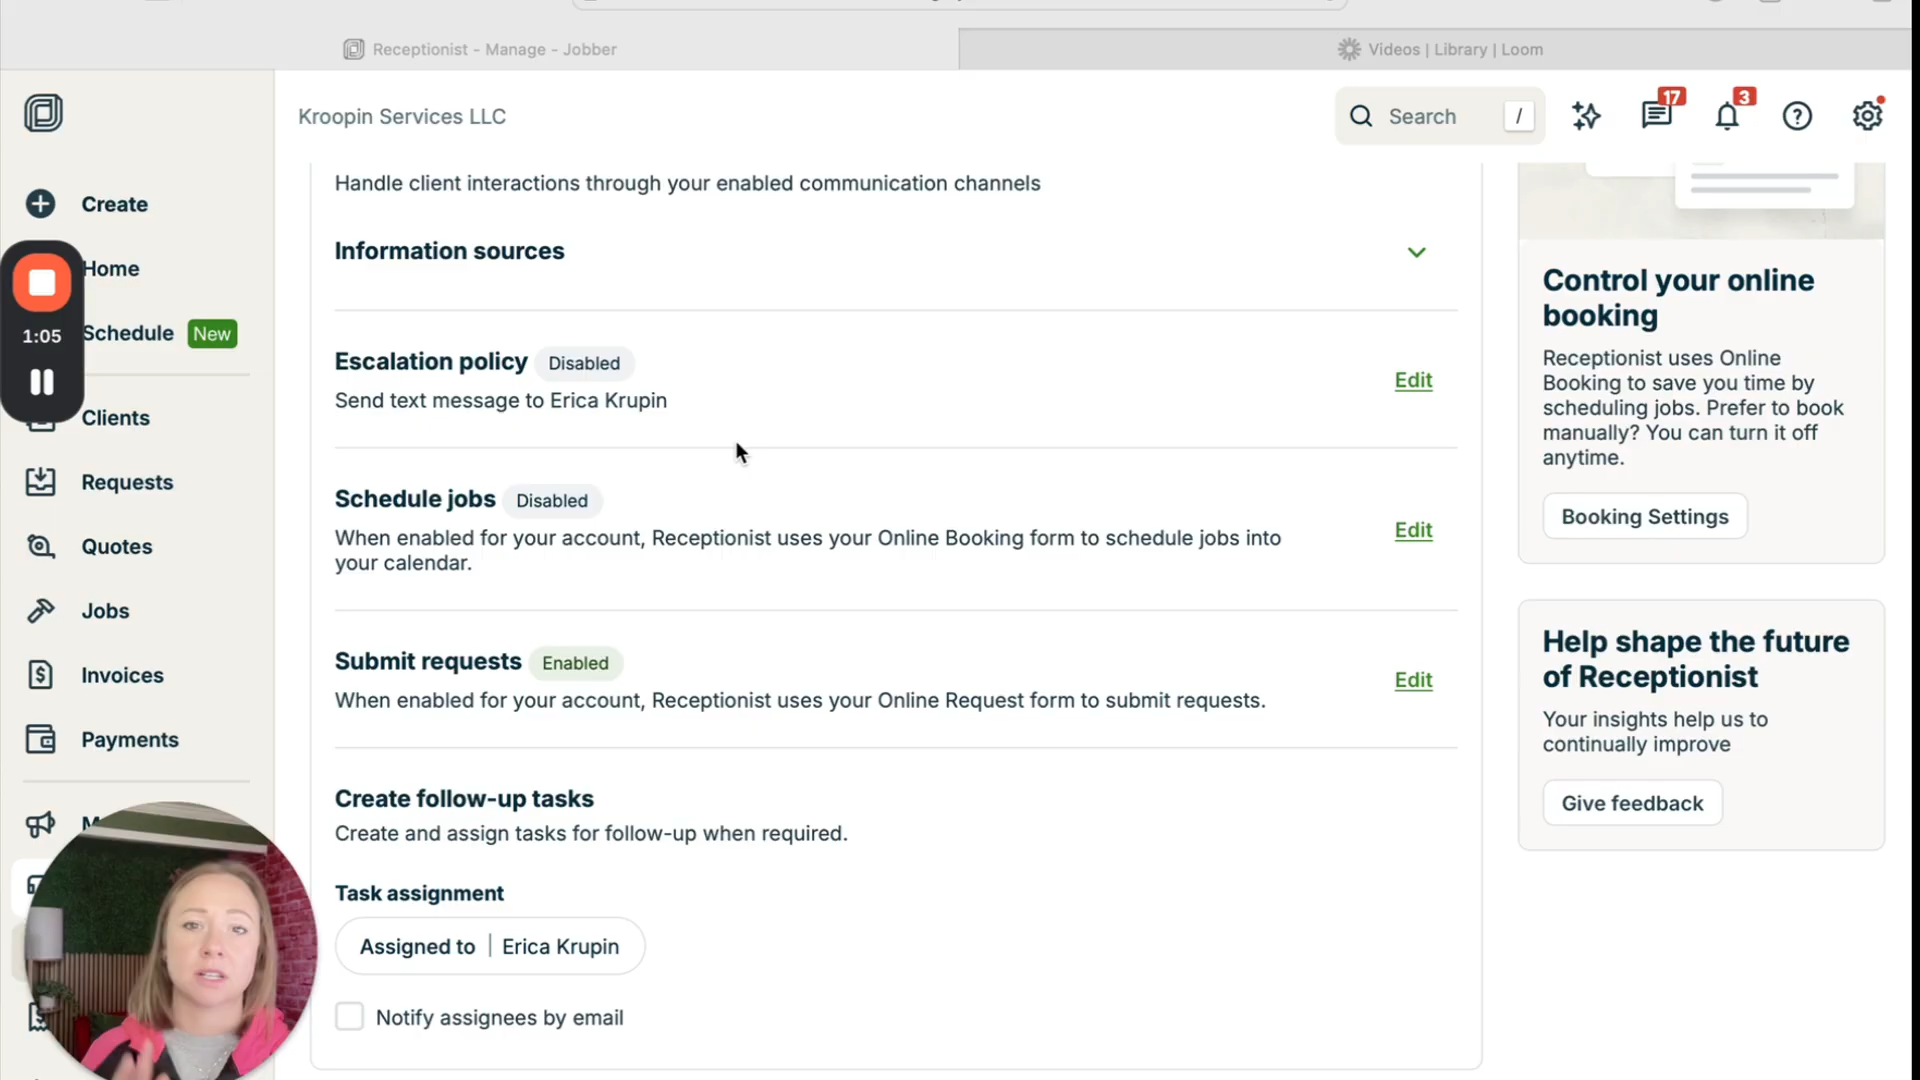 Receptionist - Manage - Jobber
Videos | Library | Loom
Kroopin Services LLC
Search
/
17
3
Create
Home
Schedule New
Clients
Requests
Quotes
Jobs
Invoices
Payments
1:05
Handle client interactions through your enabled communication channels
Information sources
Escalation policy Disabled
Send text message to Erica Krupin
Edit
Schedule jobs Disabled
When enabled for your account, Receptionist uses your Online Booking form to schedule jobs into
your calendar.
Edit
Submit requests Enabled
When enabled for your account, Receptionist uses your Online Request form to submit requests.
Edit
Create follow-up tasks
Create and assign tasks for follow-up when required.
Task assignment
Assigned to | Erica Krupin
Notify assignees by email
Control your online
booking
Receptionist uses Online
Booking to save you time by
scheduling jobs. Prefer to book
manually? You can turn it off
anytime.
Booking Settings
Help shape the future
of Receptionist
Your insights help us to
continually improve
Give feedback